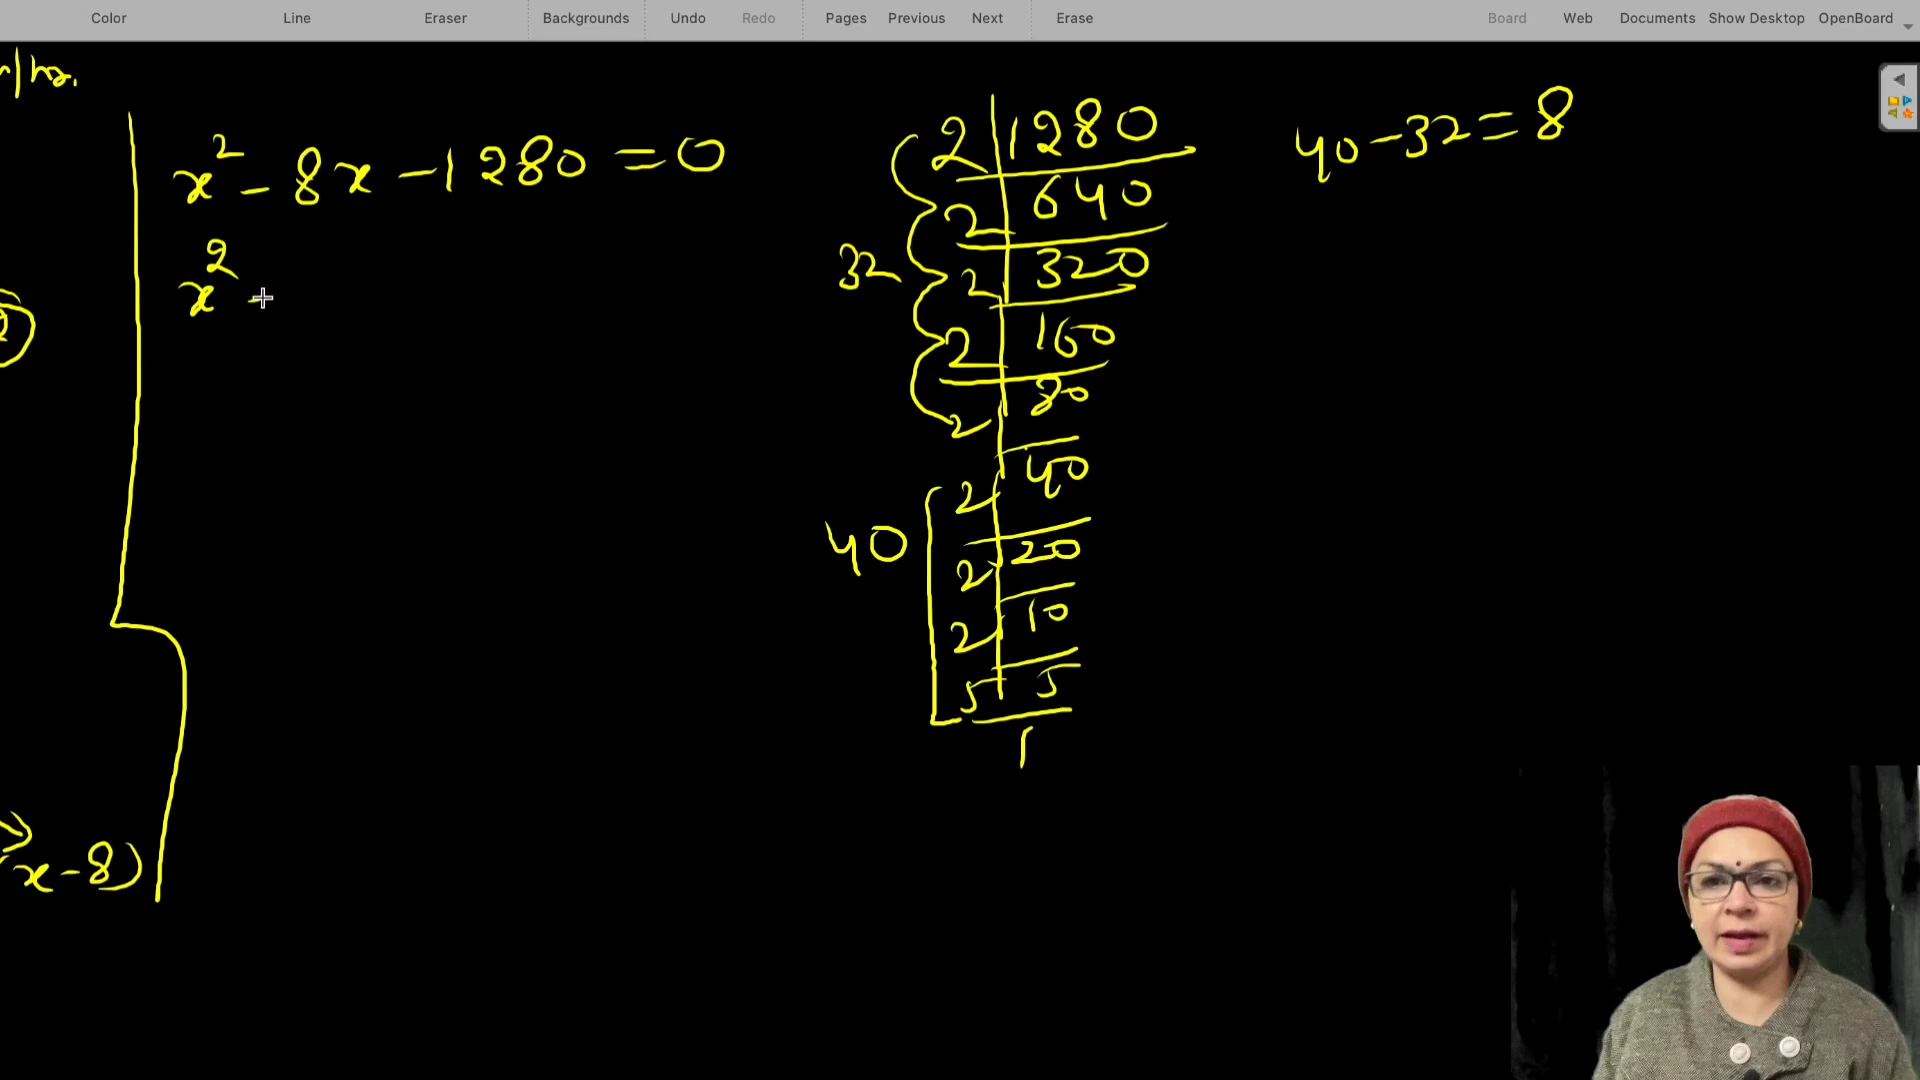 Color Line Eraser Backgrounds Undo Redo Pages Previous Next Erase Board Web Documents Show Desktop OpenBoard
/hr.
x² - 8x - 1280 = 0
x² -
x - 8)
2 | 1280
2 | 640
2 | 320
2 | 160
2 | 80
2 | 40
2 | 20
2 | 10
5 | 5
1
32
40
40 - 32 = 8